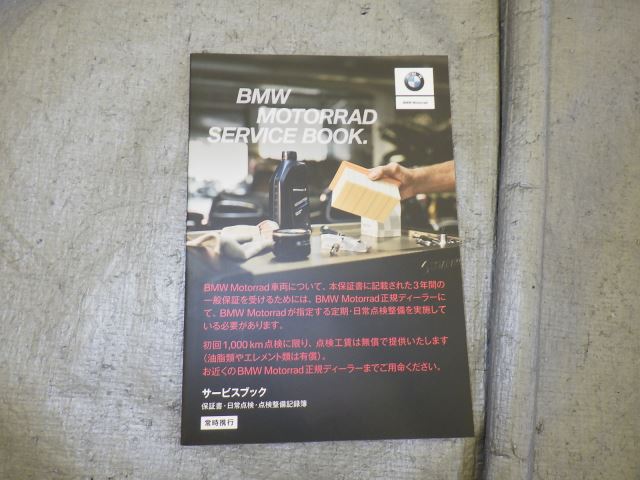 BMW
MOTORRAD
SERVICE BOOK.
BMW Motorrad
BMW Motorrad車両について、本保証書に記載された3年間の
一般保証を受けるためには、BMW Motorrad正規ディーラーに
て、BMW Motorradが指定する定期・日常点検整備を実施して
いる必要があります。
初回1,000km点検に限り、点検工賃は無償で提供いたします
（油脂類やエレメント類は有償）。
お近くのBMW Motorrad正規ディーラーまでご用命ください。
サービスブック
保証書・日常点検・点検整備記録簿
常時携行